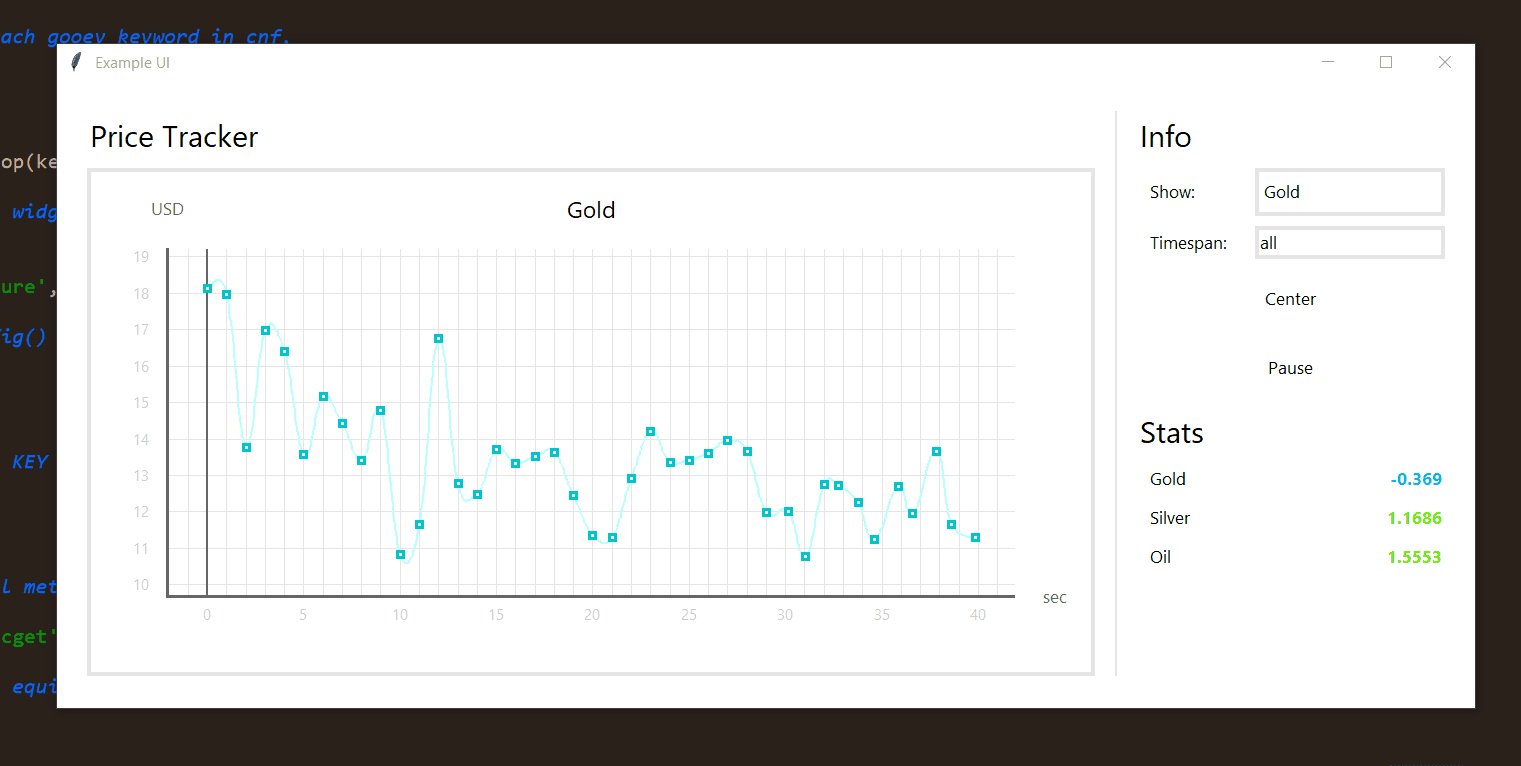 ach gooey keyword in cnf.
Example UI
op(ke
widg
ure',
fig()
KEY
l met
cget'
equi
Price Tracker
USD
Gold
19
18
17
16
15
14
13
12
11
10
0 5 10 15 20 25 30 35 40
sec
Info
Show: Gold
Timespan: all
Center
Pause
Stats
Gold -0.369
Silver 1.1686
Oil 1.5553